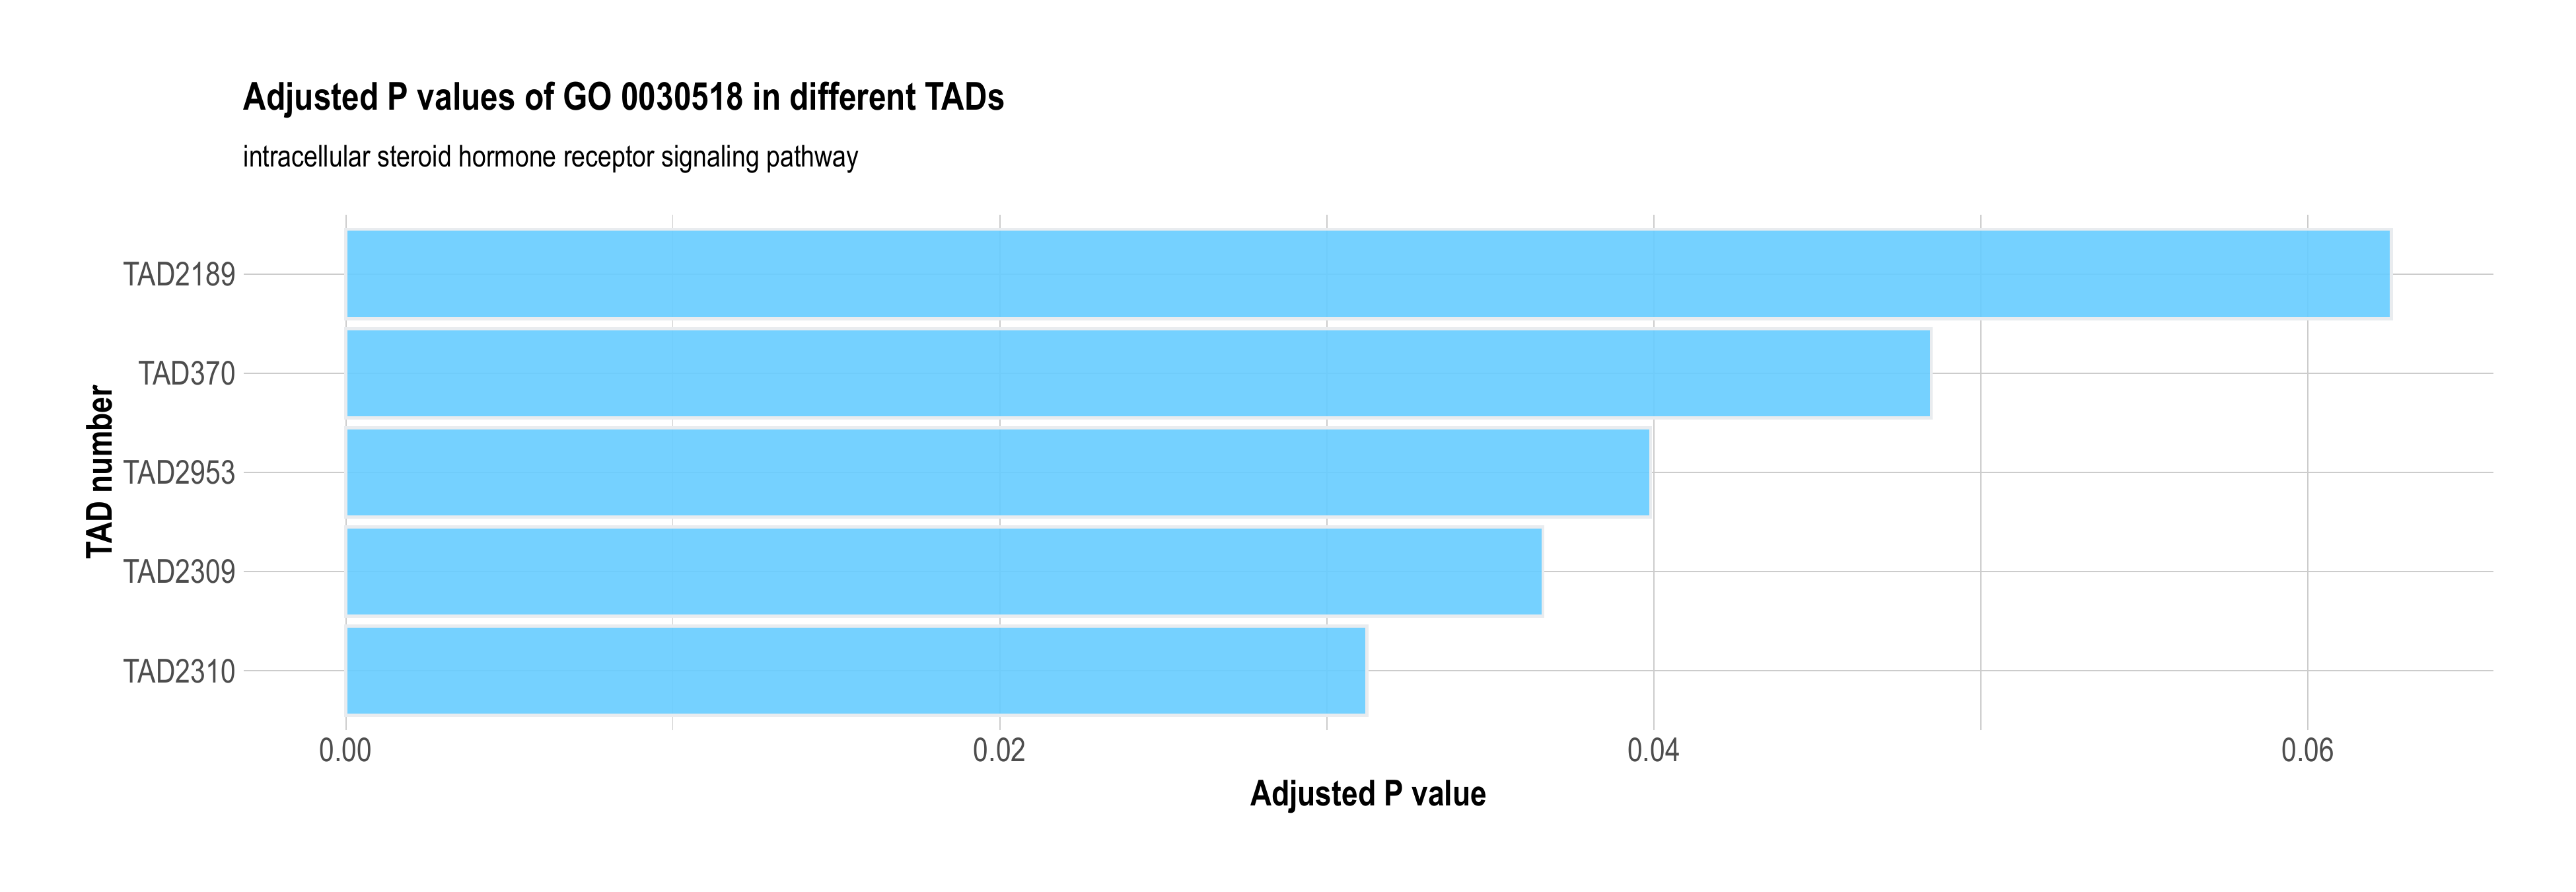 Adjusted P values of GO 0030518 in different TADs
intracellular steroid hormone receptor signaling pathway
TAD number
TAD2189
TAD370
TAD2953
TAD2309
TAD2310
0.00 0.02 0.04 0.06
Adjusted P value